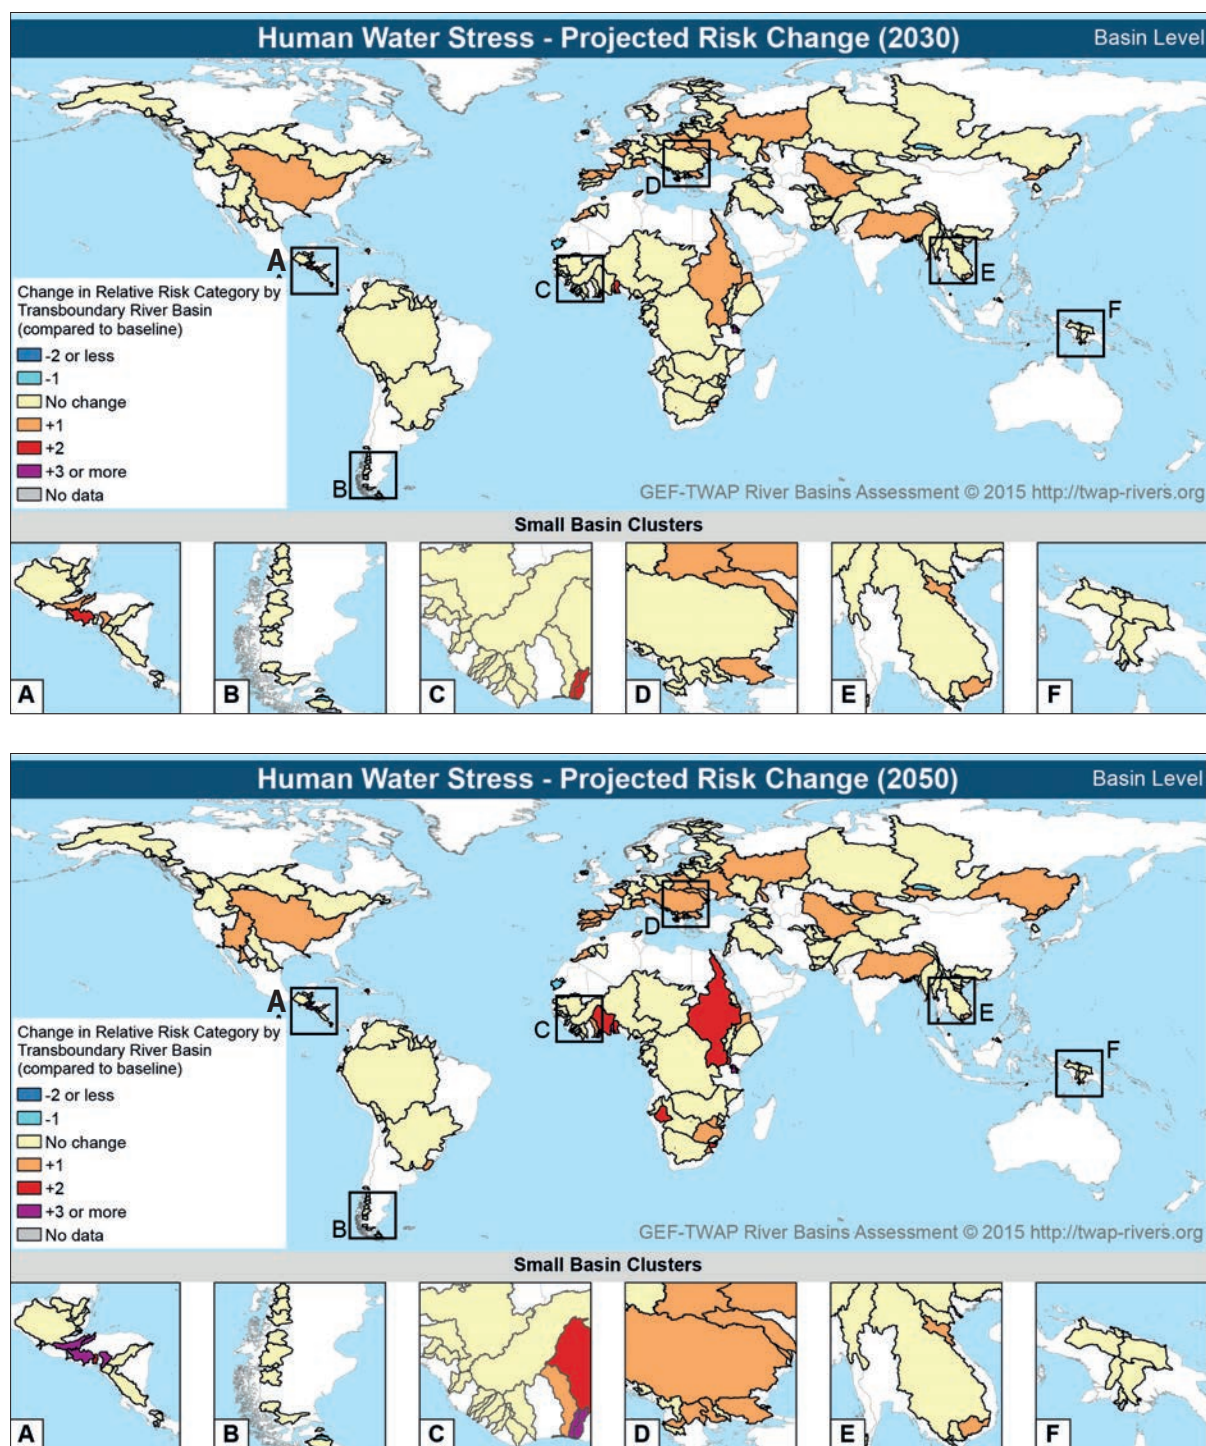 Human Water Stress - Projected Risk Change (2030)
Basin Level
A
B
C
D
E
F
Change in Relative Risk Category by
Transboundary River Basin
(compared to baseline)
-2 or less
-1
No change
+1
+2
+3 or more
No data
GEF-TWAP River Basins Assessment © 2015 http://twap-rivers.org
Small Basin Clusters
A
B
C
D
E
F
Human Water Stress - Projected Risk Change (2050)
Basin Level
A
B
C
D
E
F
Change in Relative Risk Category by
Transboundary River Basin
(compared to baseline)
-2 or less
-1
No change
+1
+2
+3 or more
No data
GEF-TWAP River Basins Assessment © 2015 http://twap-rivers.org
Small Basin Clusters
A
B
C
D
E
F